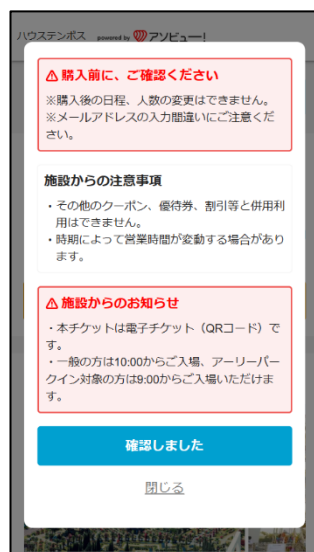 ハウステンボス powered by アソビュー!
⚠購入前に、ご確認ください
※購入後の日程、人数の変更はできません。
※メールアドレスの入力間違いにご注意くだ
さい。
施設からの注意事項
・その他のクーポン、優待券、割引等と併用利
用はできません。
・時期によって営業時間が変動する場合があり
ます。
⚠施設からのお知らせ
・本チケットは電子チケット（QRコード）で
す。
・一般の方は10:00からご入場、アーリーパー
クイン対象の方は9:00からご入場いただけま
す。
確認しました
閉じる